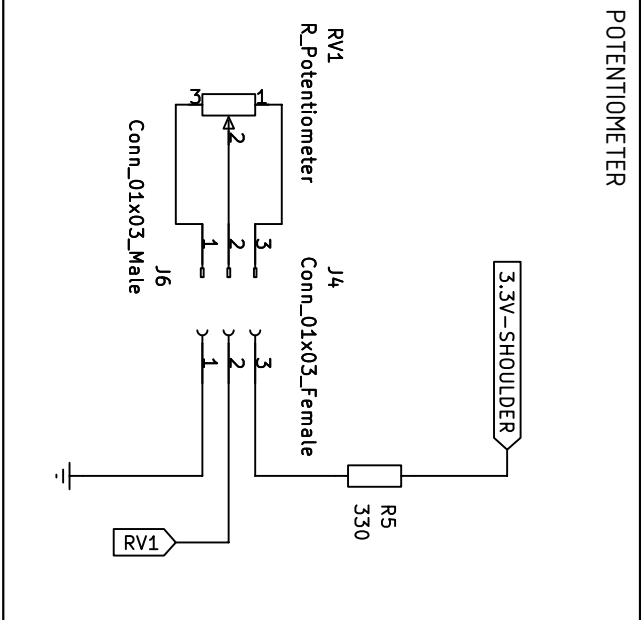 POTENTIOMETER
RV1
R_Potentiometer
3
1
2
1
2
3
Conn_01x03_Male
J6
J4
Conn_01x03_Female
1
2
3
3.3V-SHOULDER
R5
330
RV1